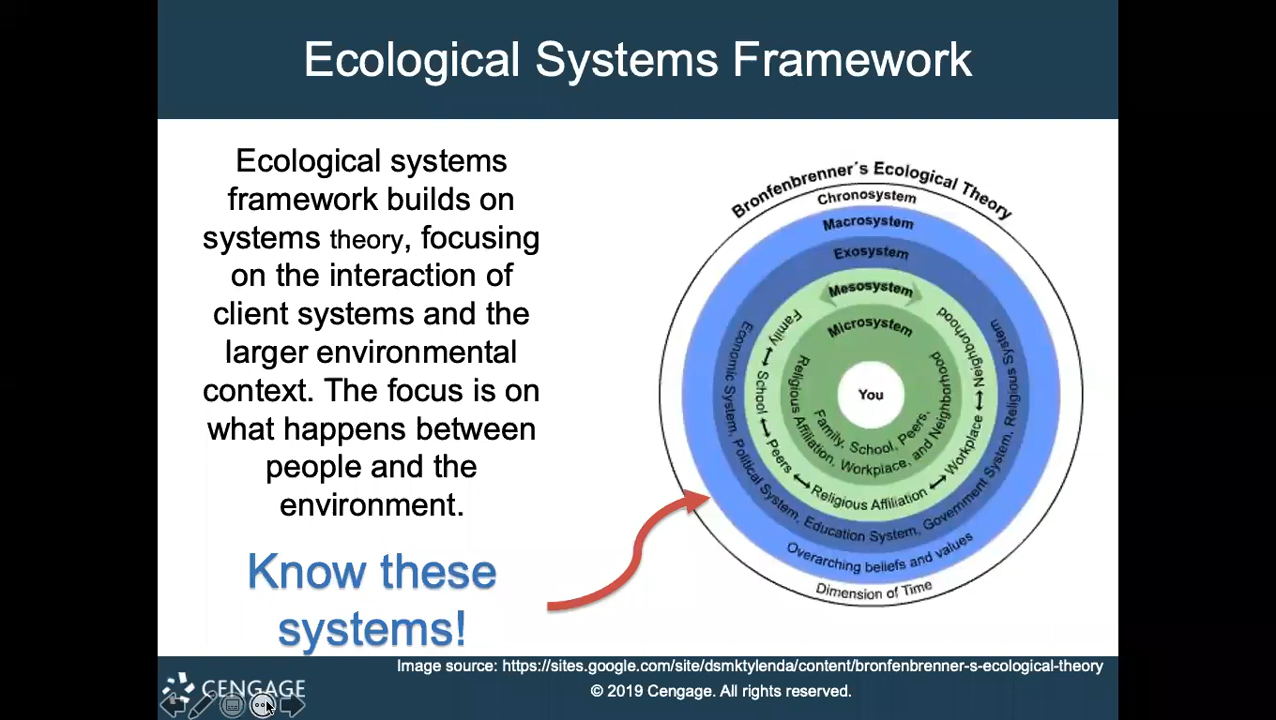 Ecological Systems Framework
Ecological systems
framework builds on
systems theory, focusing
on the interaction of
client systems and the
larger environmental
context. The focus is on
what happens between
people and the
environment.
Know these
systems!
Bronfenbrenner´s Ecological Theory
Chronosystem
Macrosystem
Exosystem
Mesosystem
Microsystem
You
Family, School, Peers,
Religious Affiliation, Workplace, and Neighborhood
Family ↔ School ↔ Peers ↔ Religious Affiliation ↔ Workplace ↔ Neighborhood
Economic System, Political System, Education System, Government System, Religious System
Overarching beliefs and values
Dimension of Time
Image source: https://sites.google.com/site/dsmktylenda/content/bronfenbrenner-s-ecological-theory
CENGAGE
© 2019 Cengage. All rights reserved.